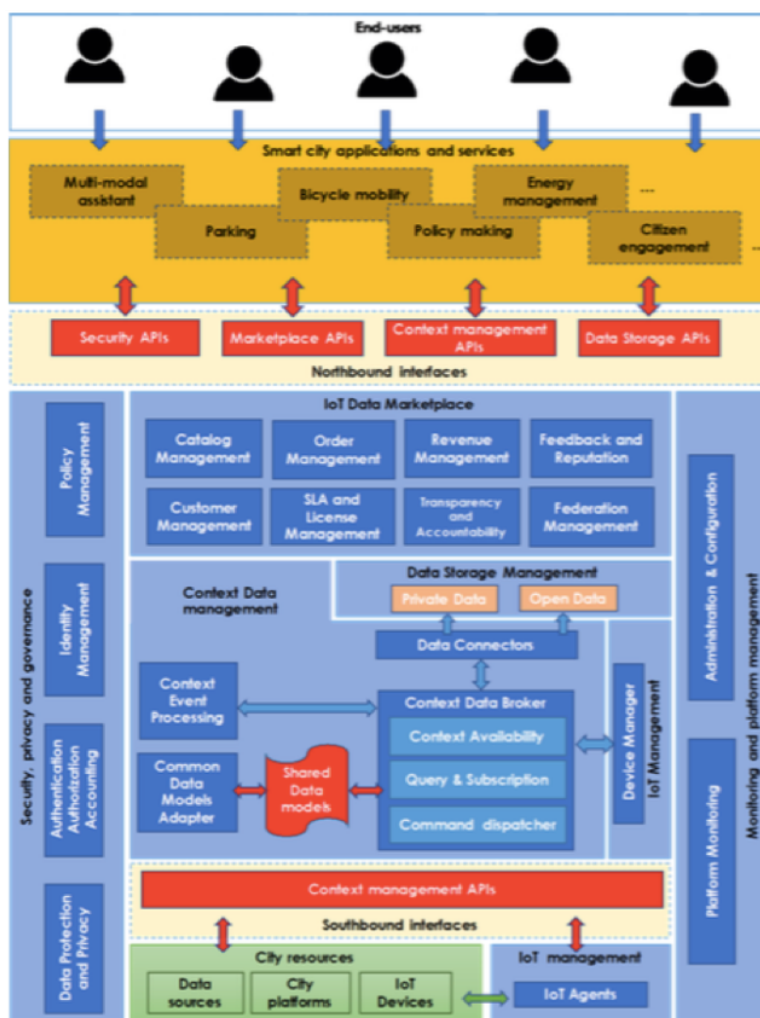 End-users
Smart city applications and services
Multi-modal
assistant
Parking
Bicycle mobility
Policy making
Energy
management
...
Citizen
engagement
...
Security APIs
Marketplace APIs
Context management
APIs
Data Storage APIs
Northbound interfaces
Security, privacy and governance
Policy
Management
Identity
Management
Authentication
Authorization
Accounting
Data Protection
and Privacy
IoT Data Marketplace
Catalog
Management
Order
Management
Revenue
Management
Feedback and
Reputation
Customer
Management
SLA and
License
Management
Transparency
and
Accountability
Federation
Management
Context Data
management
Data Storage Management
Private Data
Open Data
Data Connectors
Context
Event
Processing
Context Data Broker
Context Availability
Query & Subscription
Command dispatcher
Common
Data
Models
Adapter
Shared
Data
models
Device Manager
IoT Management
Administration & Configuration
Platform Monitoring
Monitoring and platform management
Context management APIs
Southbound interfaces
City resources
Data
sources
City
platforms
IoT
Devices
IoT management
IoT Agents